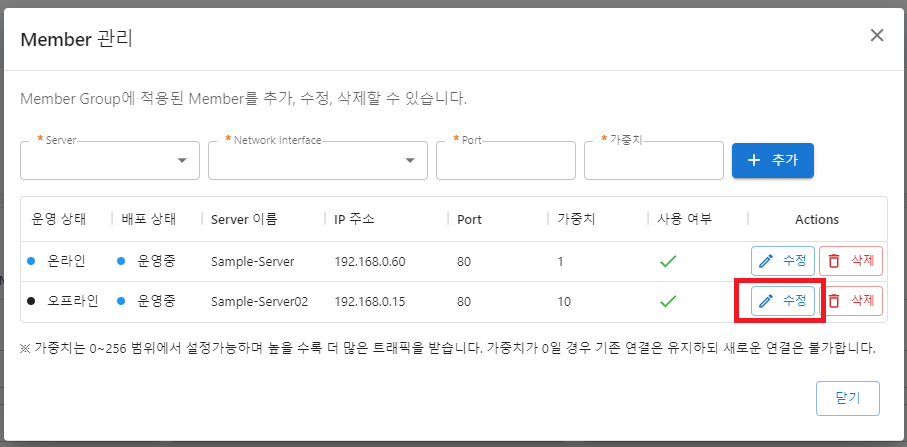 Member 관리
Member Group에 적용된 Member를 추가, 수정, 삭제할 수 있습니다.
* Server * Network Interface * Port * 가중치 + 추가
운영 상태 배포 상태 Server 이름 IP 주소 Port 가중치 사용 여부 Actions
온라인 운영중 Sample-Server 192.168.0.60 80 1 수정 삭제
오프라인 운영중 Sample-Server02 192.168.0.15 80 10 수정 삭제
※ 가중치는 0~256 범위에서 설정가능하며 높을 수록 더 많은 트래픽을 받습니다. 가중치가 0일 경우 기존 연결은 유지하되 새로운 연결은 불가합니다.
닫기